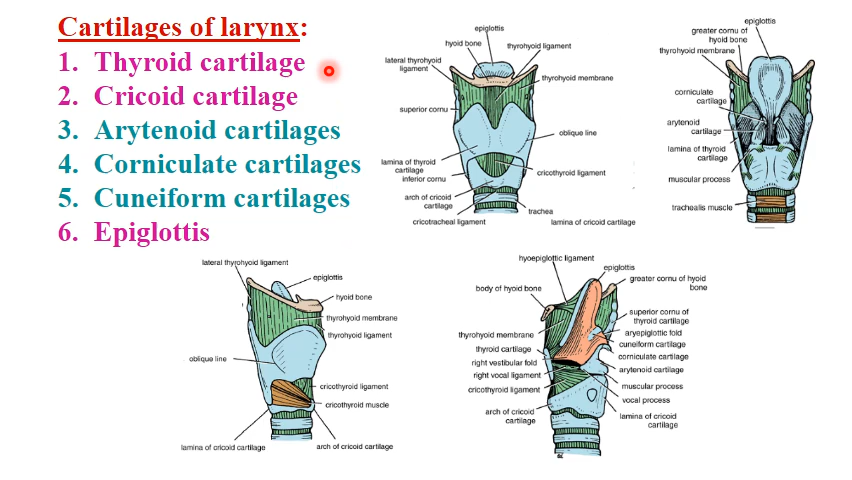 Cartilages of larynx:
1. Thyroid cartilage
2. Cricoid cartilage
3. Arytenoid cartilages
4. Corniculate cartilages
5. Cuneiform cartilages
6. Epiglottis
epiglottis
hyoid bone
thyrohyoid ligament
lateral thyrohyoid
ligament
thyrohyoid membrane
superior cornu
oblique line
lamina of thyroid
cartilage
inferior cornu
cricothyroid ligament
arch of cricoid
cartilage
trachea
cricotracheal ligament
lamina of cricoid cartilage
epiglottis
greater cornu of
hyoid bone
thyrohyoid membrane
corniculate
cartilage
arytenoid
cartilage
lamina of thyroid
cartilage
muscular process
trachealis muscle
lateral thyrohyoid ligament
epiglottis
hyoid bone
thyrohyoid membrane
thyrohyoid ligament
oblique line
cricothyroid ligament
cricothyroid muscle
lamina of cricoid cartilage
arch of cricoid cartilage
hyoepiglottic ligament
epiglottis
body of hyoid bone
greater cornu of hyoid
bone
superior cornu of
thyroid cartilage
thyrohyoid membrane
aryepiglottic fold
thyroid cartilage
cuneiform cartilage
right vestibular fold
corniculate cartilage
right vocal ligament
arytenoid cartilage
cricothyroid ligament
muscular process
vocal process
arch of cricoid
cartilage
lamina of cricoid
cartilage